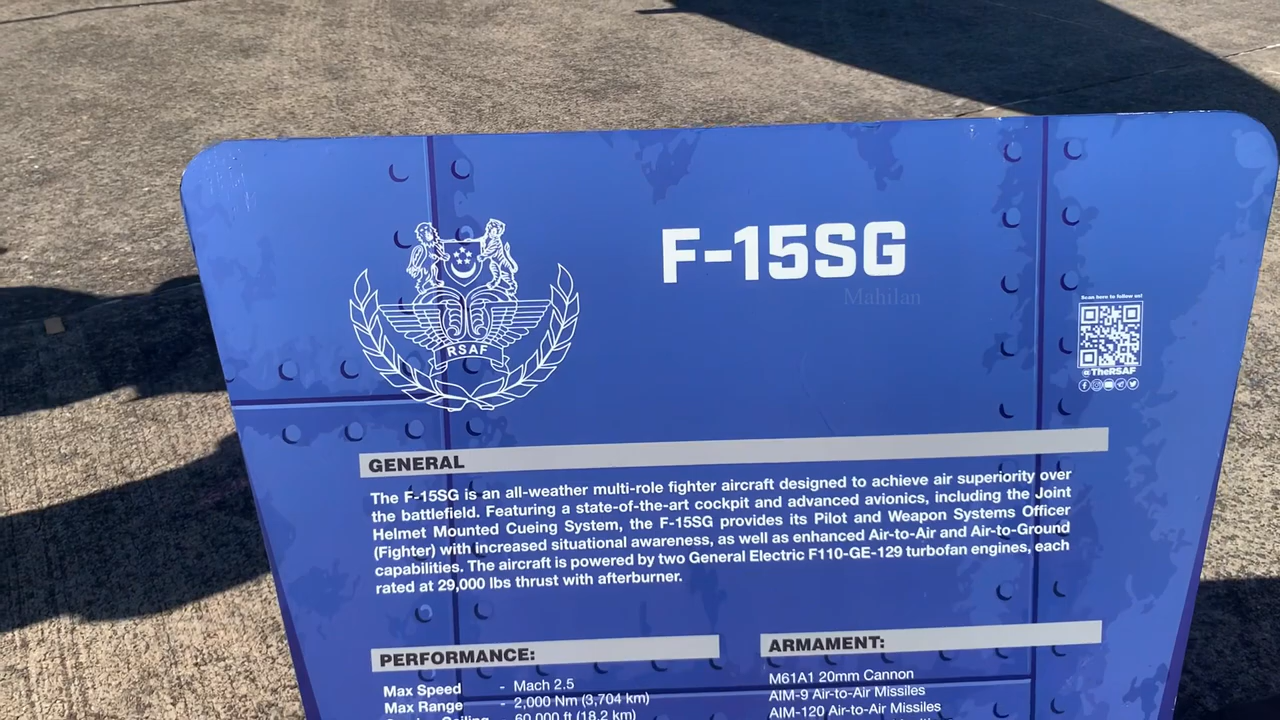 F-15SG
Mahilan
RSAF
Scan here to follow us!
@TheRSAF
GENERAL
The F-15SG is an all-weather multi-role fighter aircraft designed to achieve air superiority over
the battlefield. Featuring a state-of-the-art cockpit and advanced avionics, including the Joint
Helmet Mounted Cueing System, the F-15SG provides its Pilot and Weapon Systems Officer
(Fighter) with increased situational awareness, as well as enhanced Air-to-Air and Air-to-Ground
capabilities. The aircraft is powered by two General Electric F110-GE-129 turbofan engines, each
rated at 29,000 lbs thrust with afterburner.
PERFORMANCE:
Max Speed - Mach 2.5
Max Range - 2,000 Nm (3,704 km)
Ceiling - 60,000 ft (18.2 km)
ARMAMENT:
M61A1 20mm Cannon
AIM-9 Air-to-Air Missiles
AIM-120 Air-to-Air Missiles